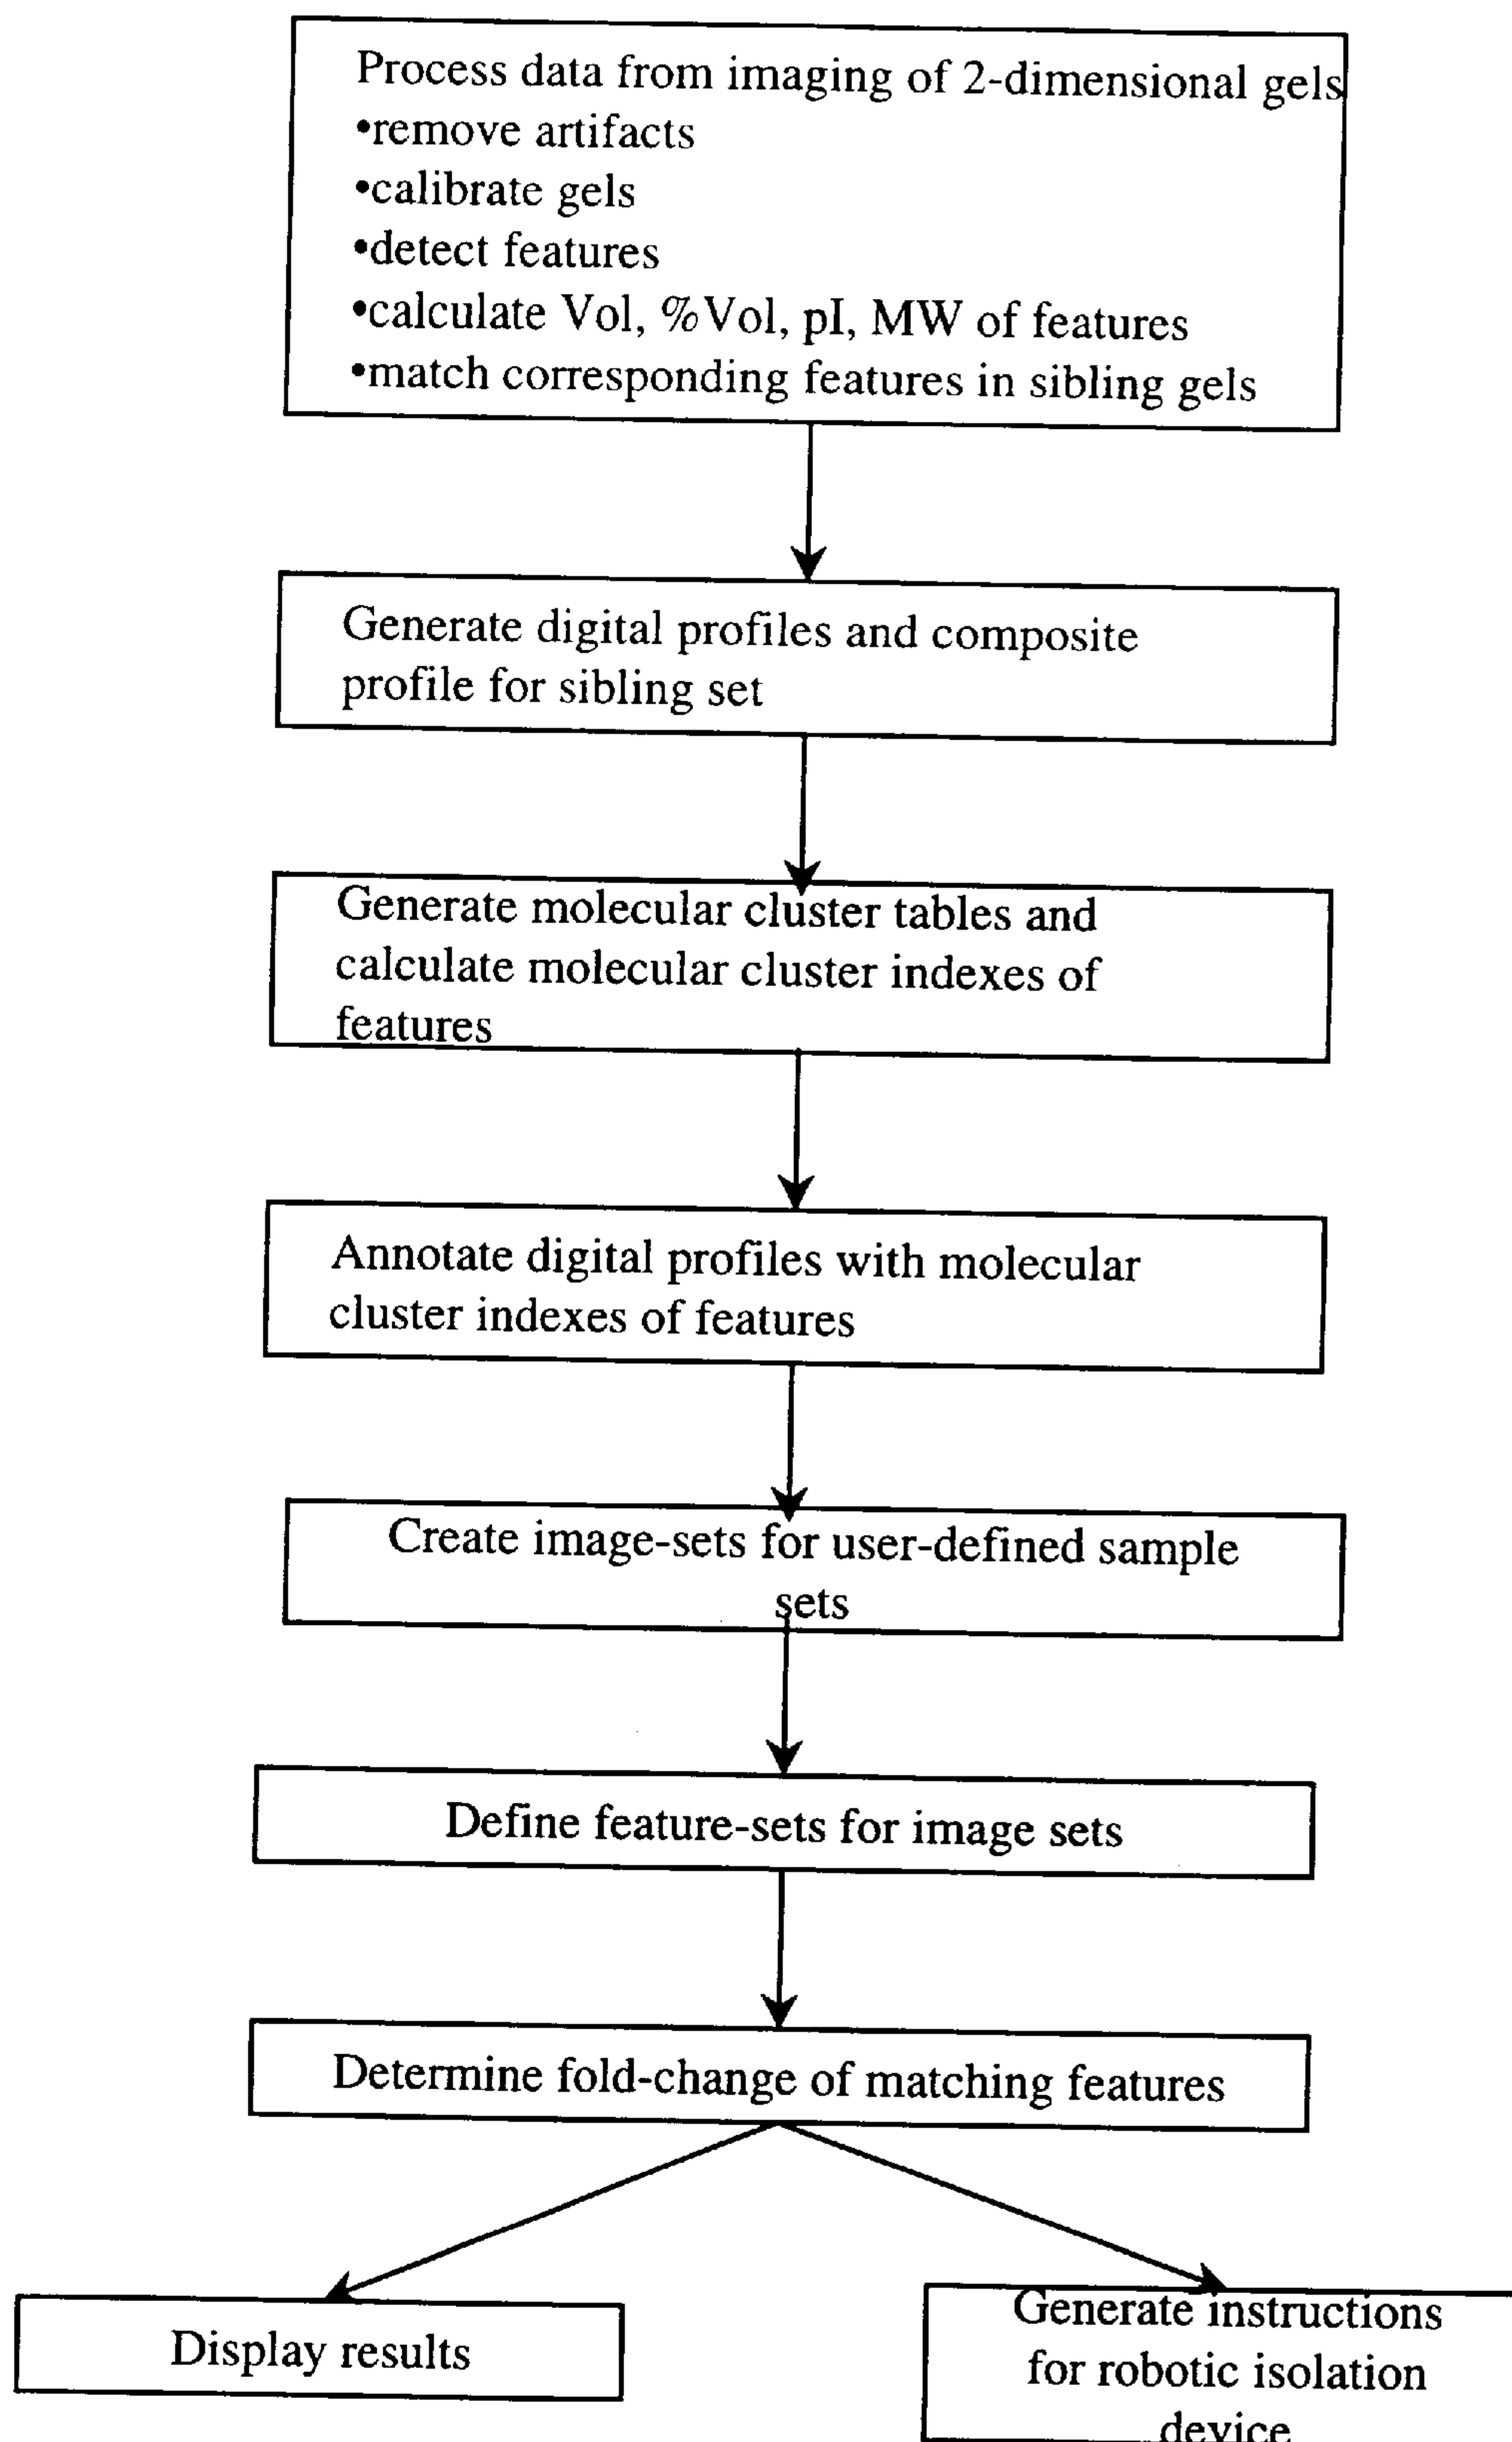 Process data from imaging of 2-dimensional gels
•remove artifacts
•calibrate gels
•detect features
•calculate Vol, %Vol, pI, MW of features
•match corresponding features in sibling gels
Generate digital profiles and composite
profile for sibling set
Generate molecular cluster tables and
calculate molecular cluster indexes of
features
Annotate digital profiles with molecular
cluster indexes of features
Create image-sets for user-defined sample
sets
Define feature-sets for image sets
Determine fold-change of matching features
Display results
Generate instructions
for robotic isolation
device